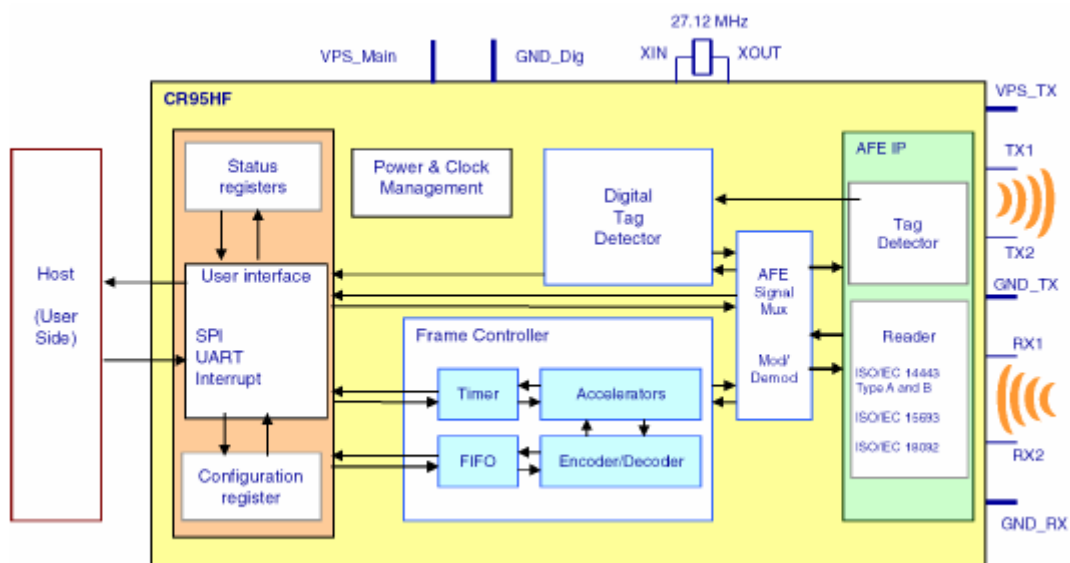 27.12 MHz
VPS_Main
GND_Dig
XIN
XOUT
CR95HF
VPS_TX
Status
registers
Power & Clock
Management
Digital
Tag
Detector
AFE IP
TX1
Tag
Detector
TX2
Host
(User
Side)
User interface
SPI
UART
Interrupt
AFE
Signal
Mux
Mod/
Demod
GND_TX
Frame Controller
Reader
ISO/IEC 14443
Type A and B
ISO/IEC 15693
ISO/IEC 18092
RX1
Timer
Accelerators
FIFO
Encoder/Decoder
RX2
Configuration
register
GND_RX